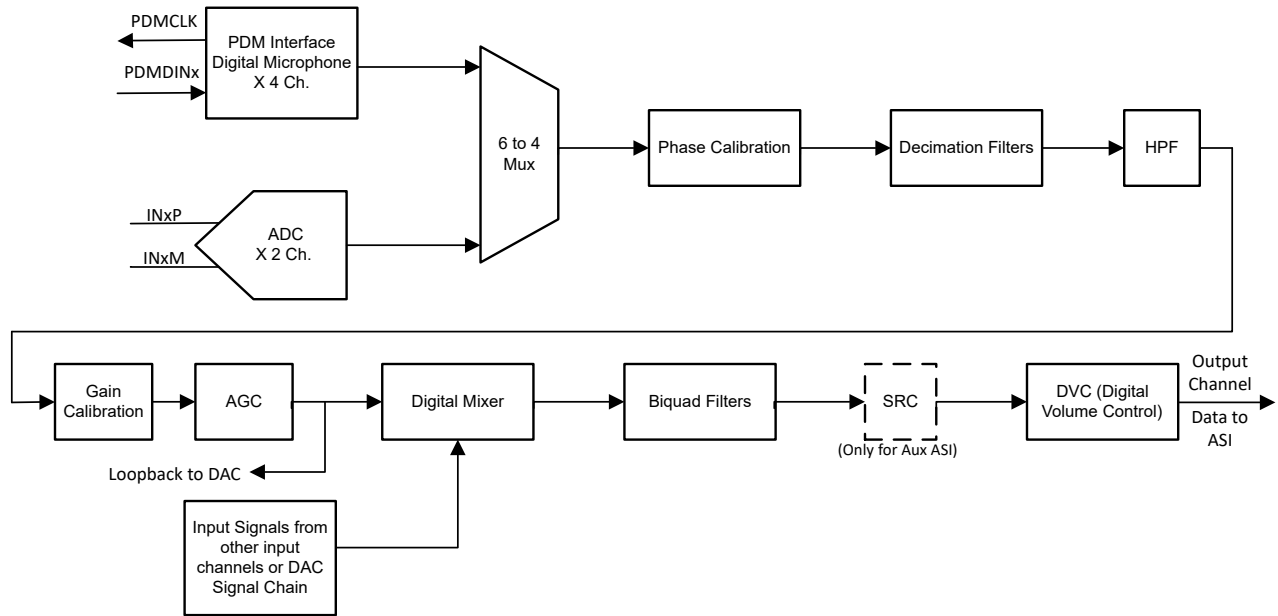 PDMCLK
PDMDINx
PDM Interface
Digital Microphone
X 4 Ch.
INxP
INxM
ADC
X 2 Ch.
6 to 4
Mux
Phase Calibration
Decimation Filters
HPF
Gain
Calibration
AGC
Loopback to DAC
Digital Mixer
Input Signals from
other input
channels or DAC
Signal Chain
Biquad Filters
SRC
(Only for Aux ASI)
DVC (Digital
Volume Control)
Output
Channel
Data to
ASI